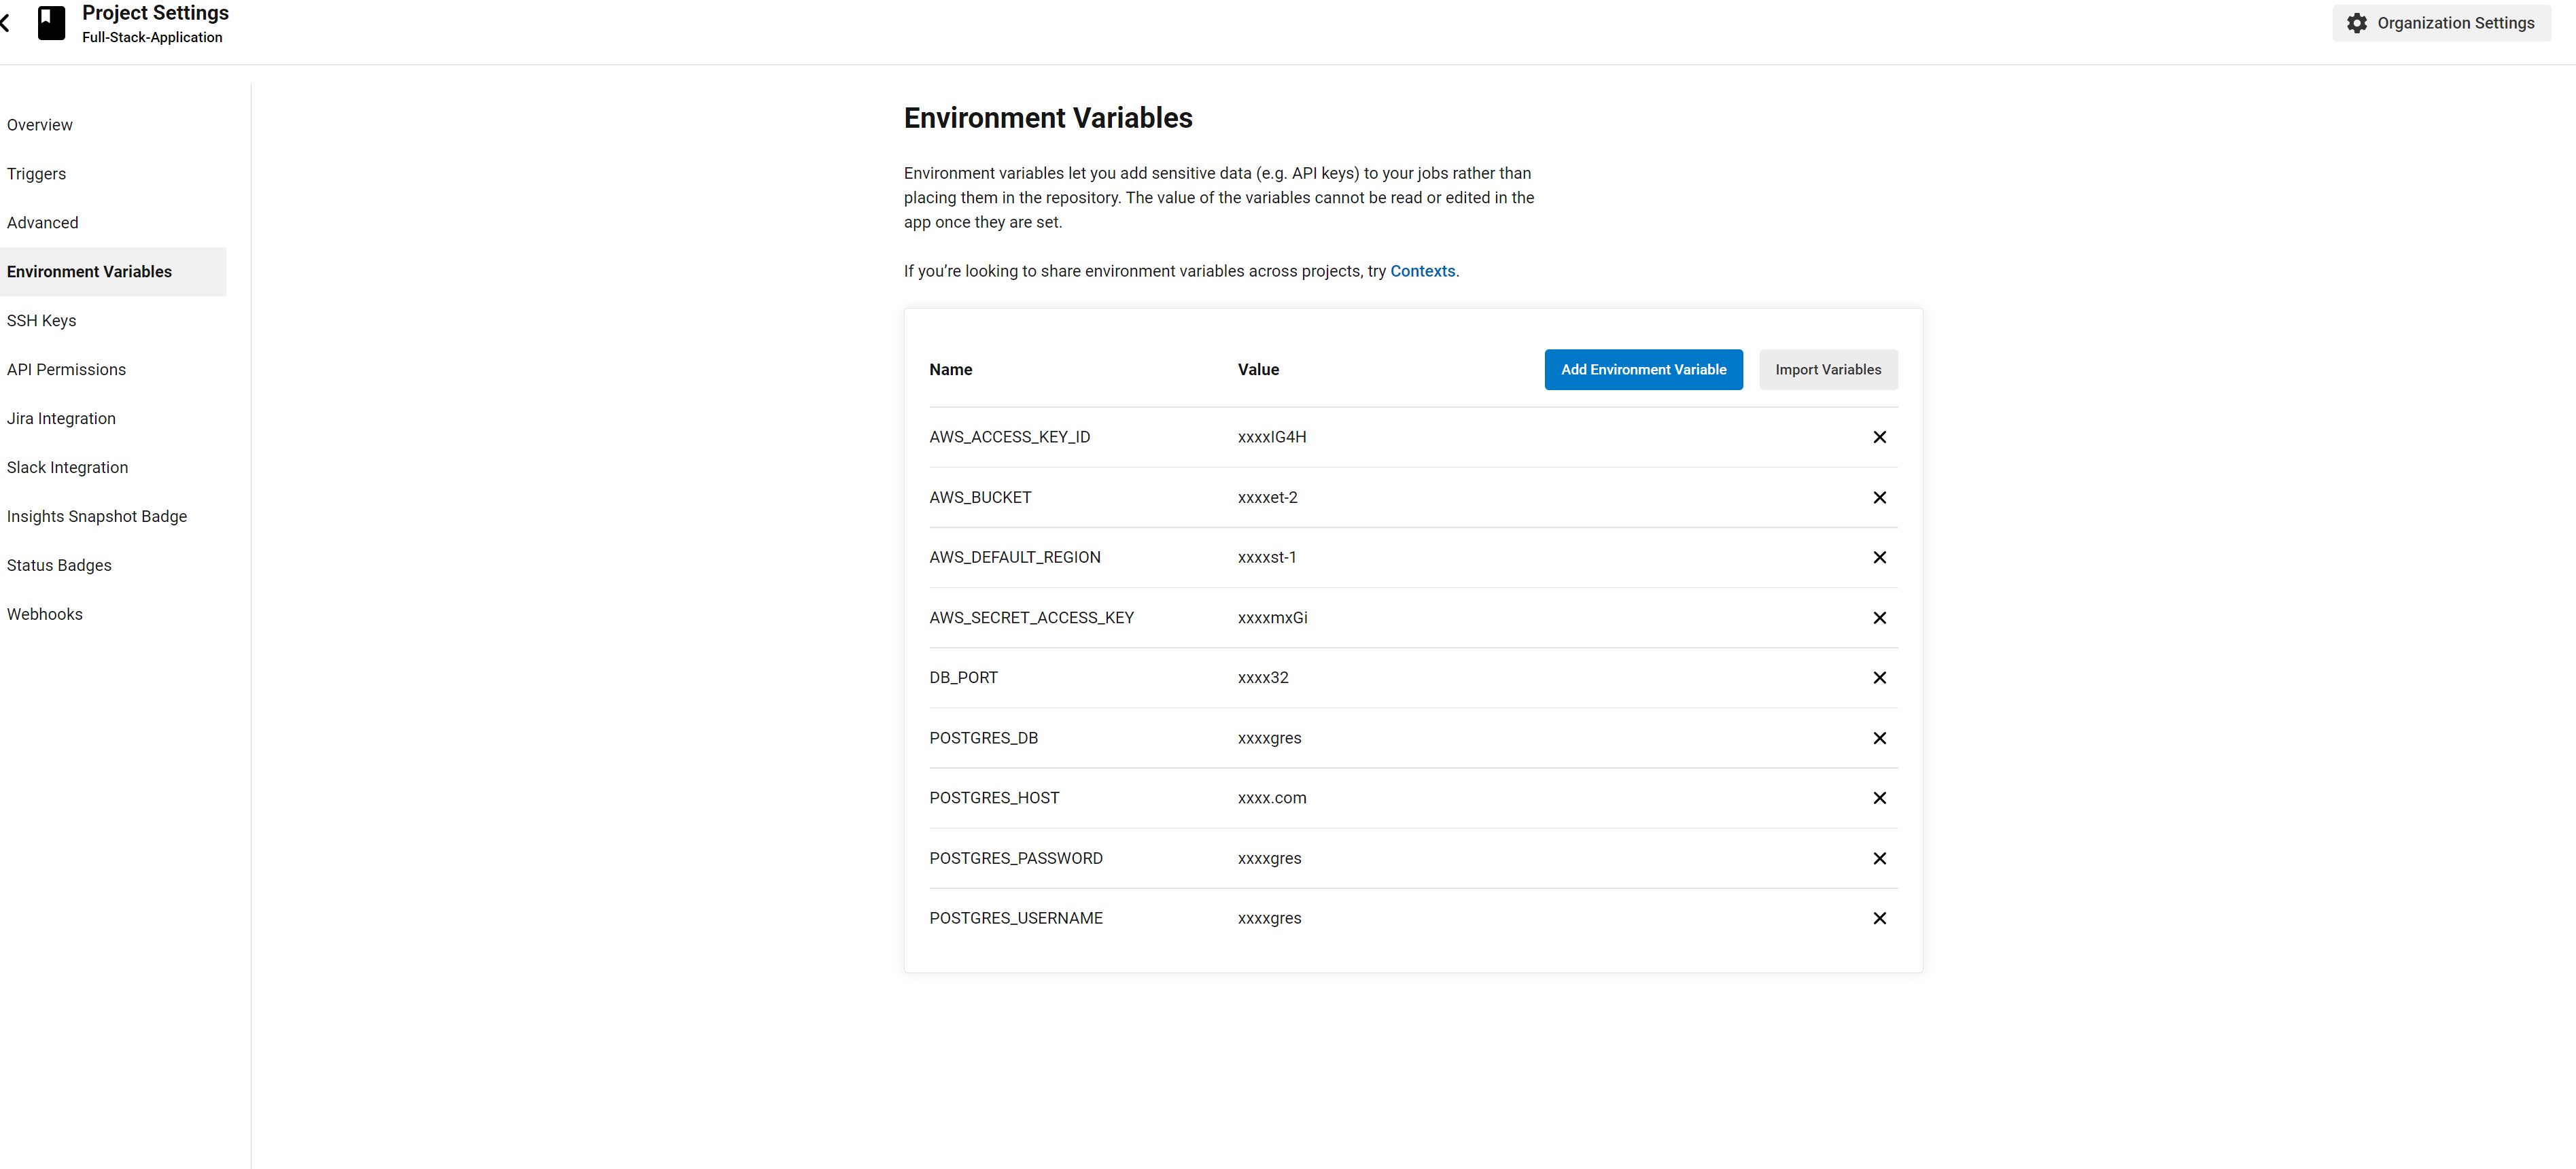 Project Settings
Full-Stack-Application
Organization Settings
Overview
Triggers
Advanced
Environment Variables
SSH Keys
API Permissions
Jira Integration
Slack Integration
Insights Snapshot Badge
Status Badges
Webhooks
Environment Variables
Environment variables let you add sensitive data (e.g. API keys) to your jobs rather than
placing them in the repository. The value of the variables cannot be read or edited in the
app once they are set.
If you’re looking to share environment variables across projects, try Contexts.
Name Value Add Environment Variable Import Variables
AWS_ACCESS_KEY_ID xxxxIG4H
AWS_BUCKET xxxxet-2
AWS_DEFAULT_REGION xxxxst-1
AWS_SECRET_ACCESS_KEY xxxxmxGi
DB_PORT xxxx32
POSTGRES_DB xxxxgres
POSTGRES_HOST xxxx.com
POSTGRES_PASSWORD xxxxgres
POSTGRES_USERNAME xxxxgres